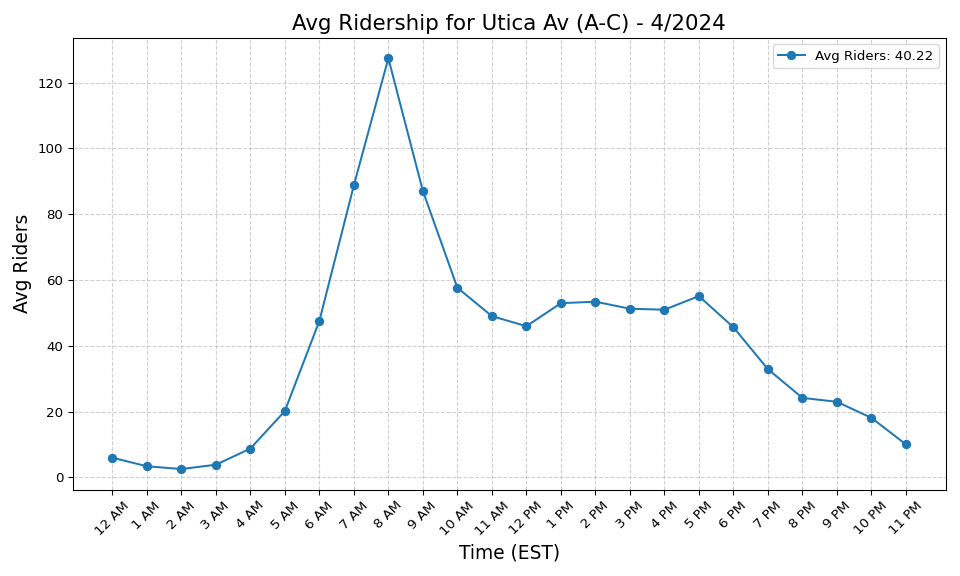 Avg Ridership for Utica Av (A-C) - 4/2024
Avg Riders: 40.22
Avg Riders
120
100
80
60
40
20
0
12 AM
1 AM
2 AM
3 AM
4 AM
5 AM
6 AM
7 AM
8 AM
9 AM
10 AM
11 AM
12 PM
1 PM
2 PM
3 PM
4 PM
5 PM
6 PM
7 PM
8 PM
9 PM
10 PM
11 PM
Time (EST)